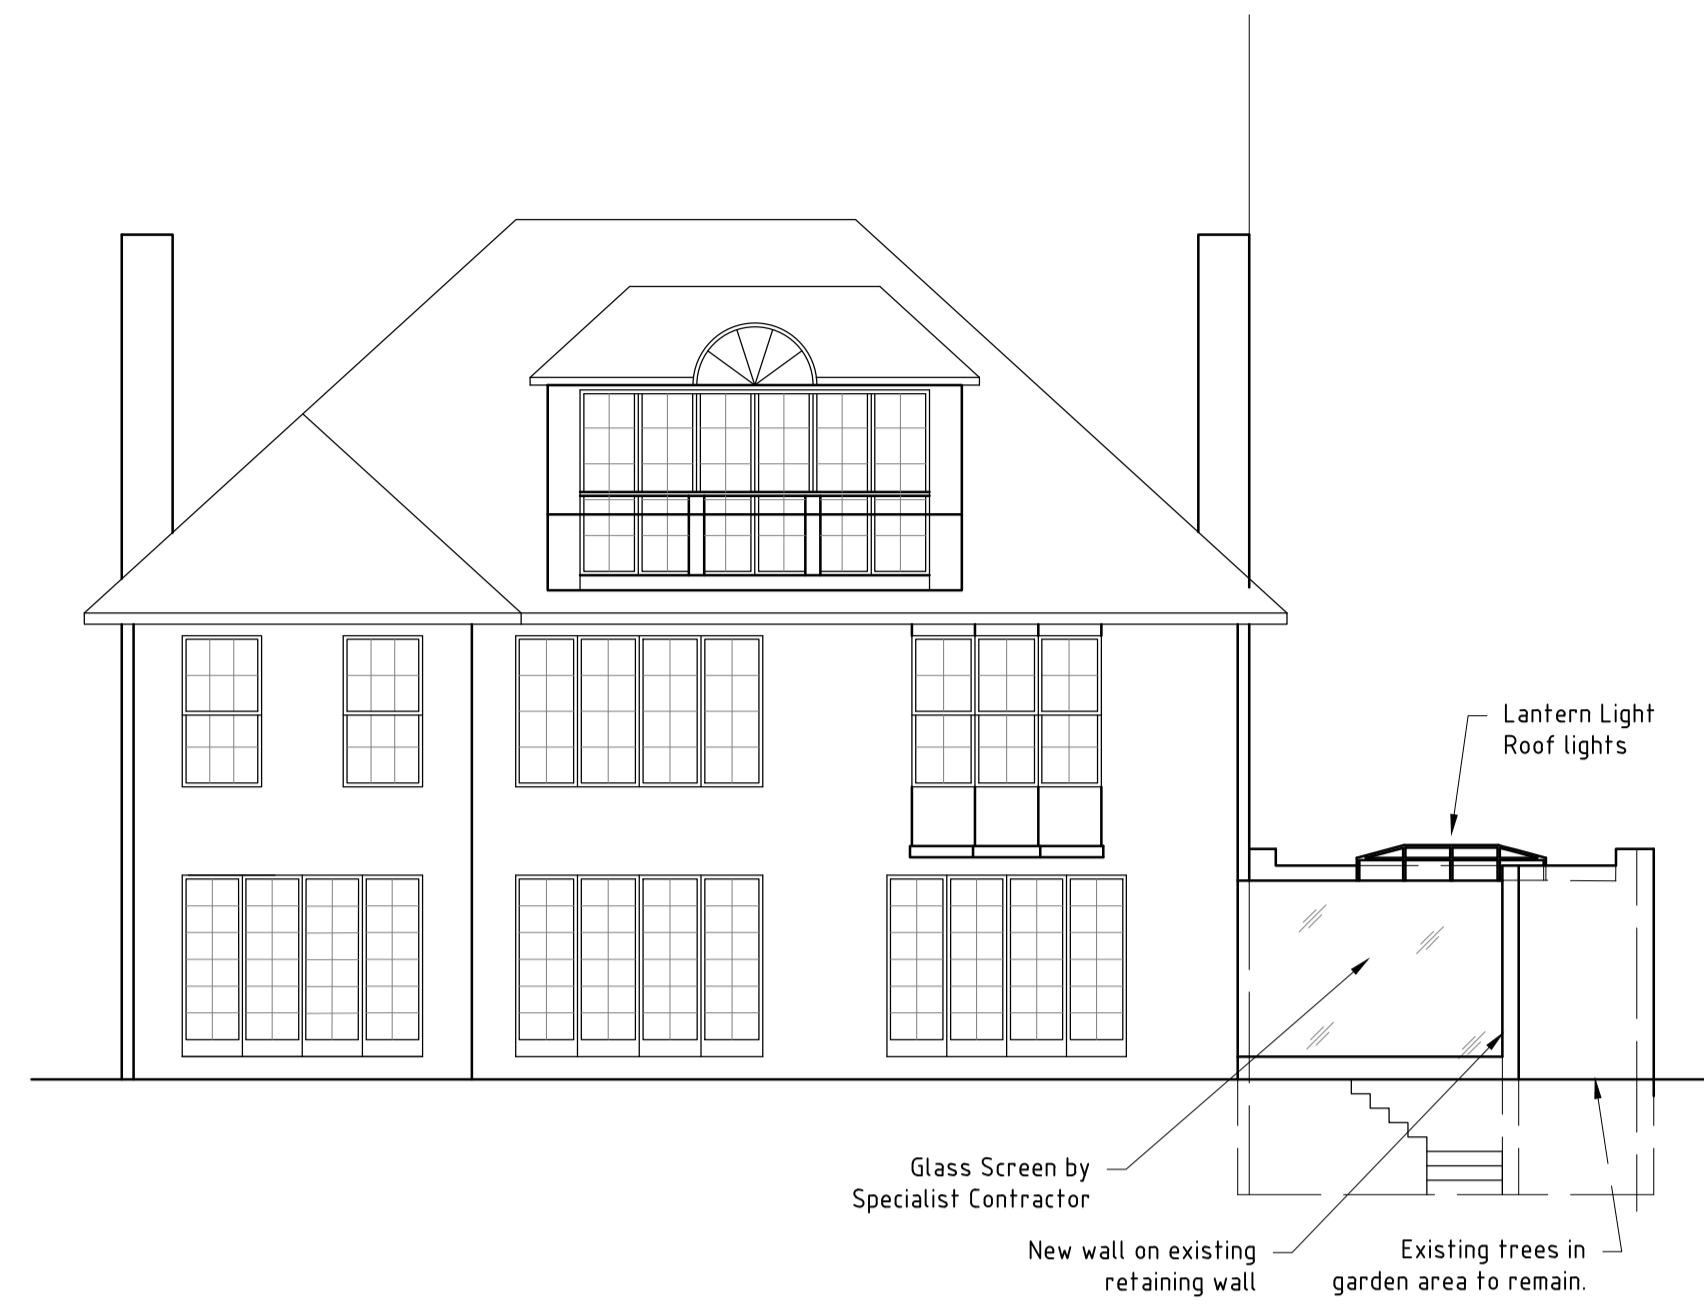 Lantern Light
Roof lights
Glass Screen by
Specialist Contractor
New wall on existing
retaining wall
Existing trees in
garden area to remain.